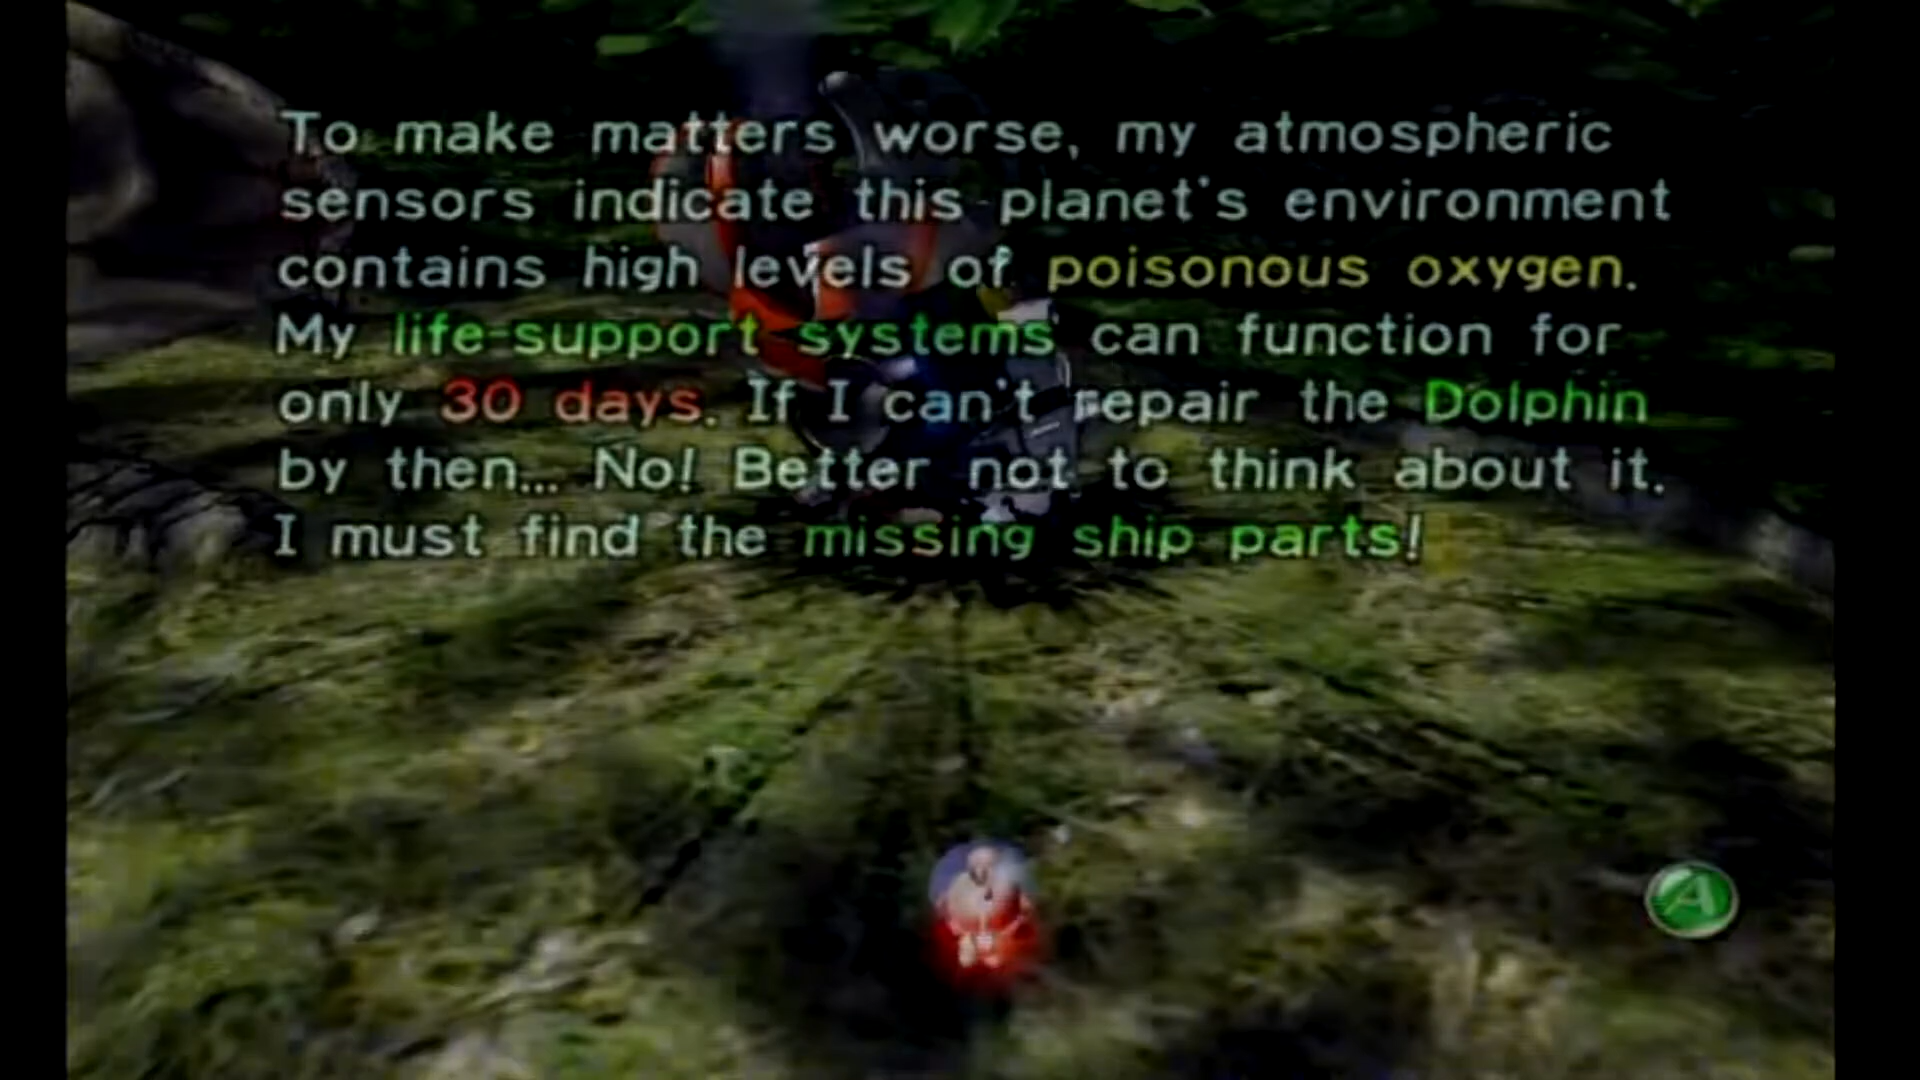 To make matters worse, my atmospheric
sensors indicate this planet's environment
contains high levels of poisonous oxygen.
My life-support systems can function for
only 30 days. If I can't repair the Dolphin
by then... No! Better not to think about it.
I must find the missing ship parts!
A